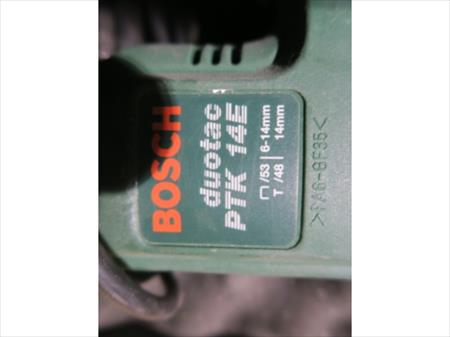 BOSCH
duotac
PTK 14E
/53 | 6-14mm
T /48 | 14mm
>PA6-GF35<